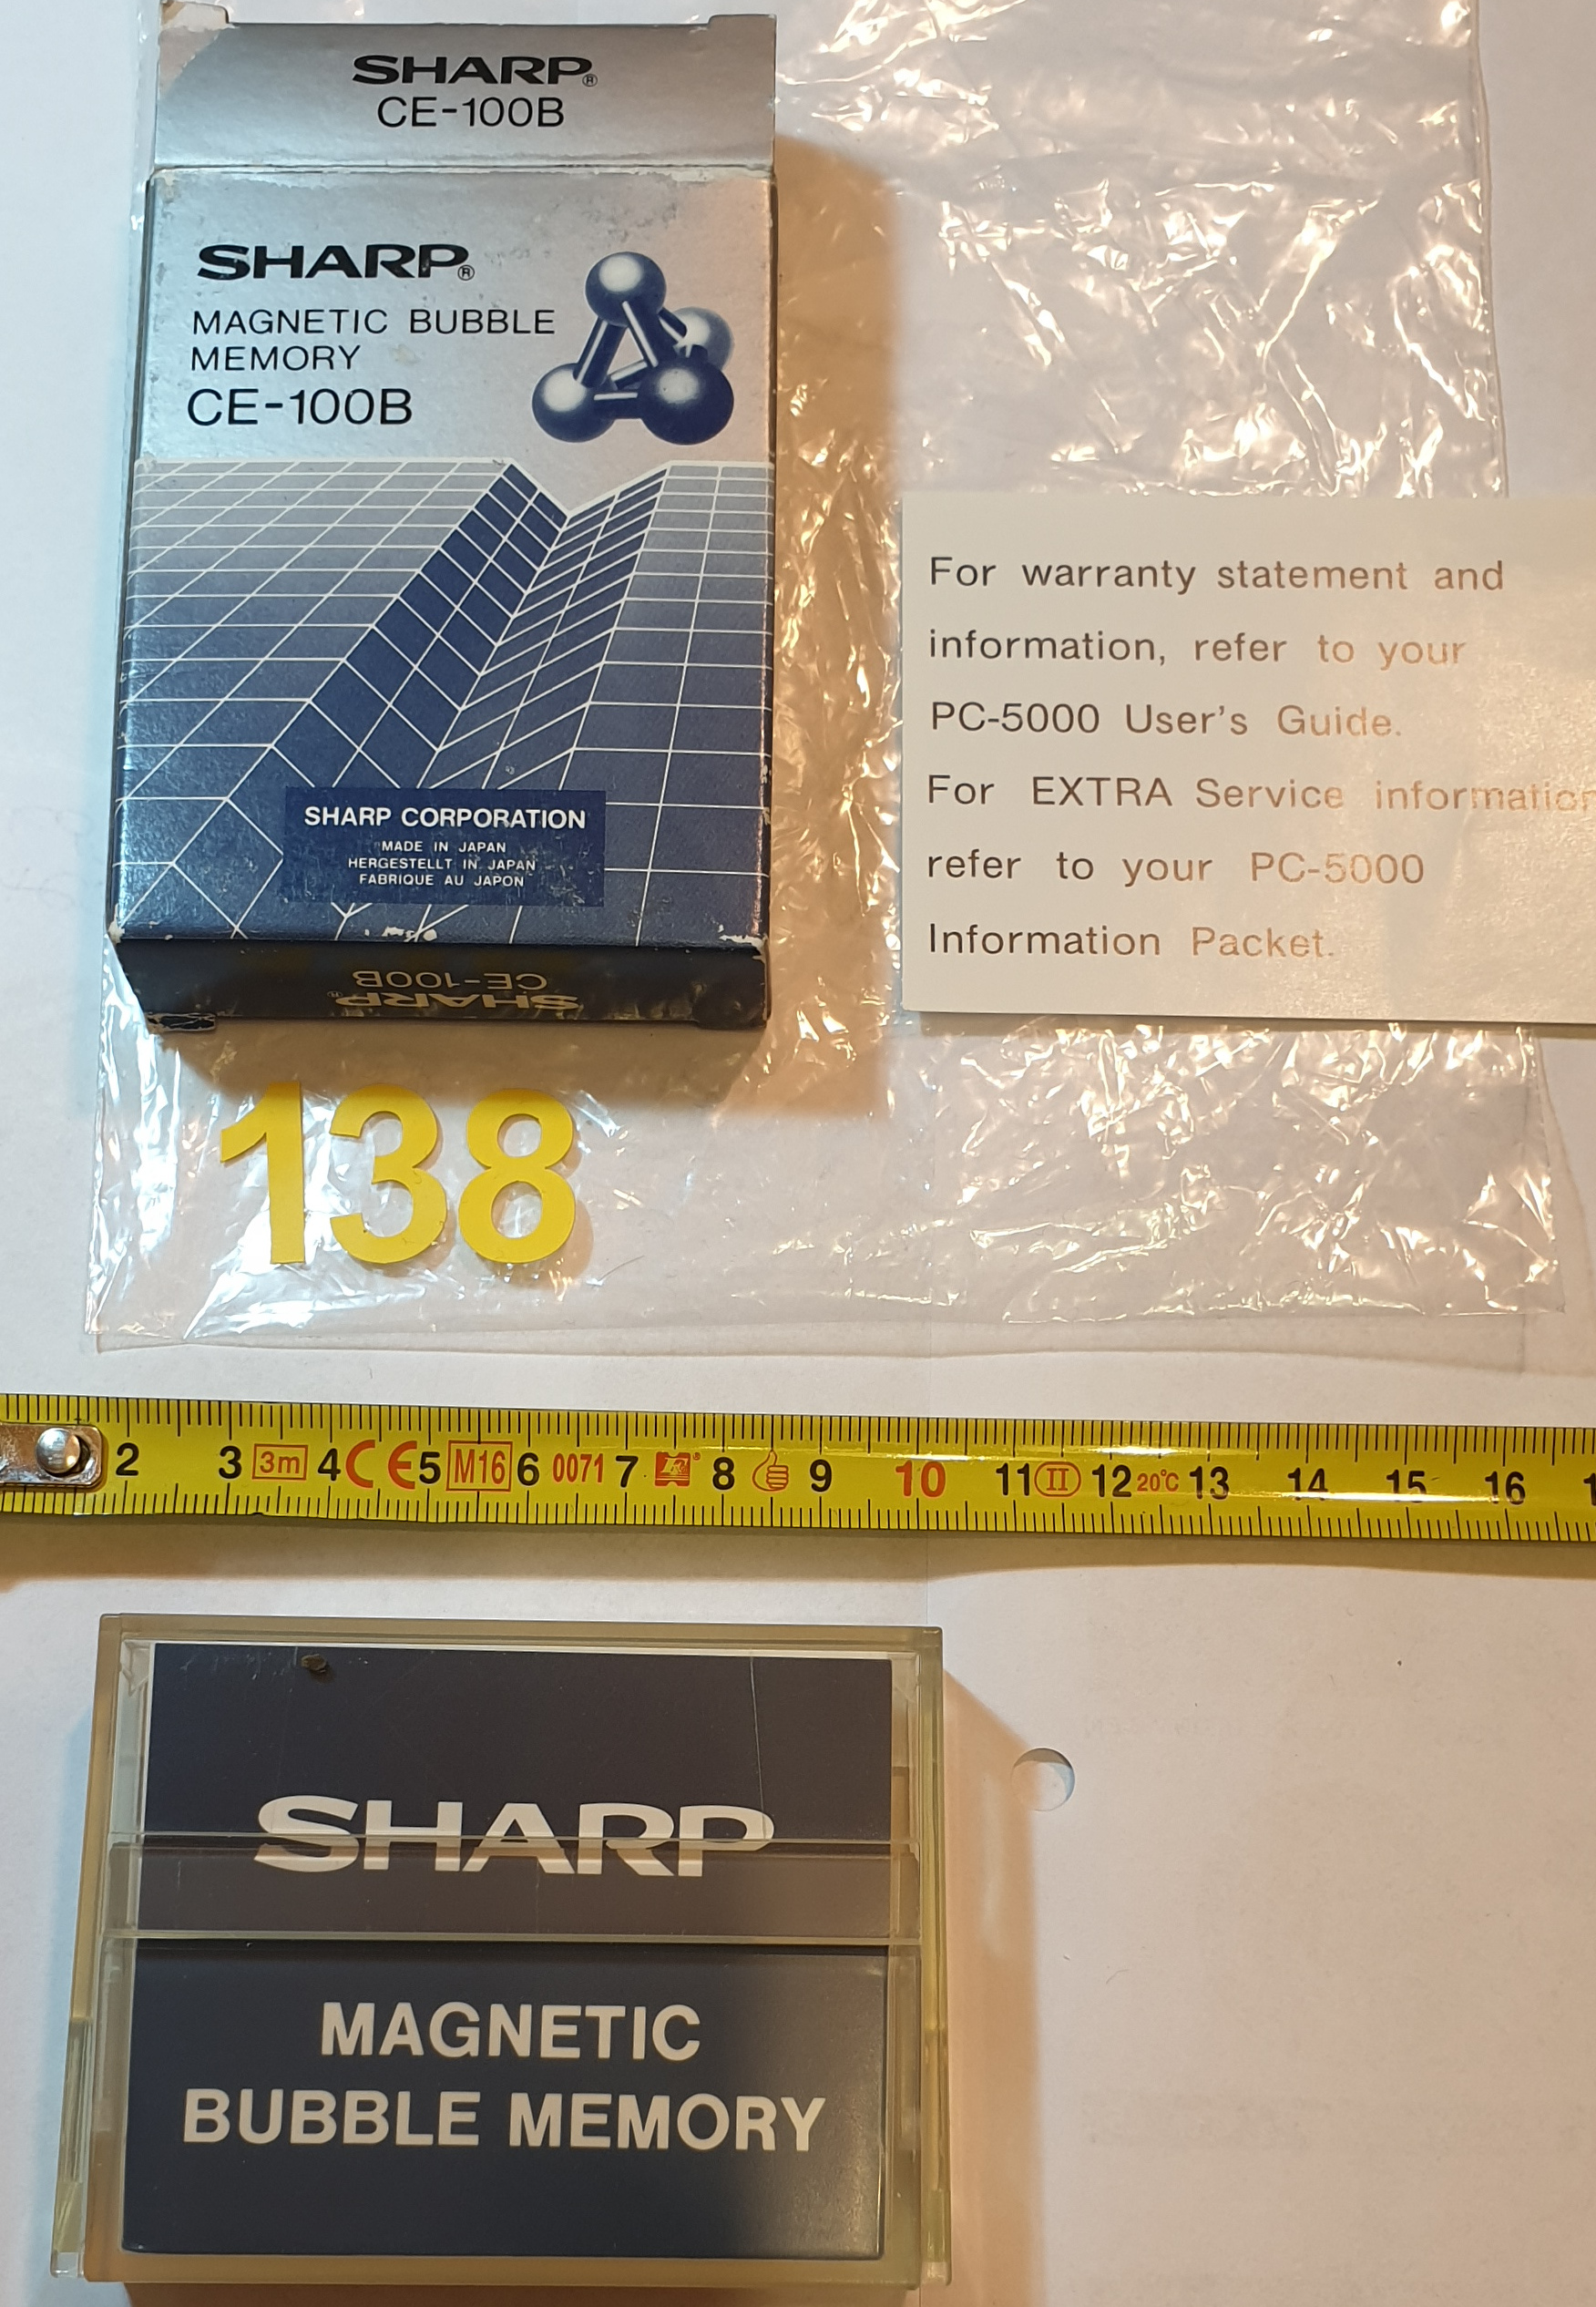 SHARP®
CE-100B
SHARP®
MAGNETIC BUBBLE
MEMORY
CE-100B
SHARP CORPORATION
MADE IN JAPAN
HERGESTELLT IN JAPAN
FABRIQUE AU JAPON
CE-100B
SHARP®
For warranty statement and
information, refer to your
PC-5000 User's Guide.
For EXTRA Service information
refer to your PC-5000
Information Packet.
138
2 3 3m 4 CE 5 M16 6 0071 7 8 9 10 11 II 12 20°C 13 14 15 16 1
SHARP
MAGNETIC
BUBBLE MEMORY